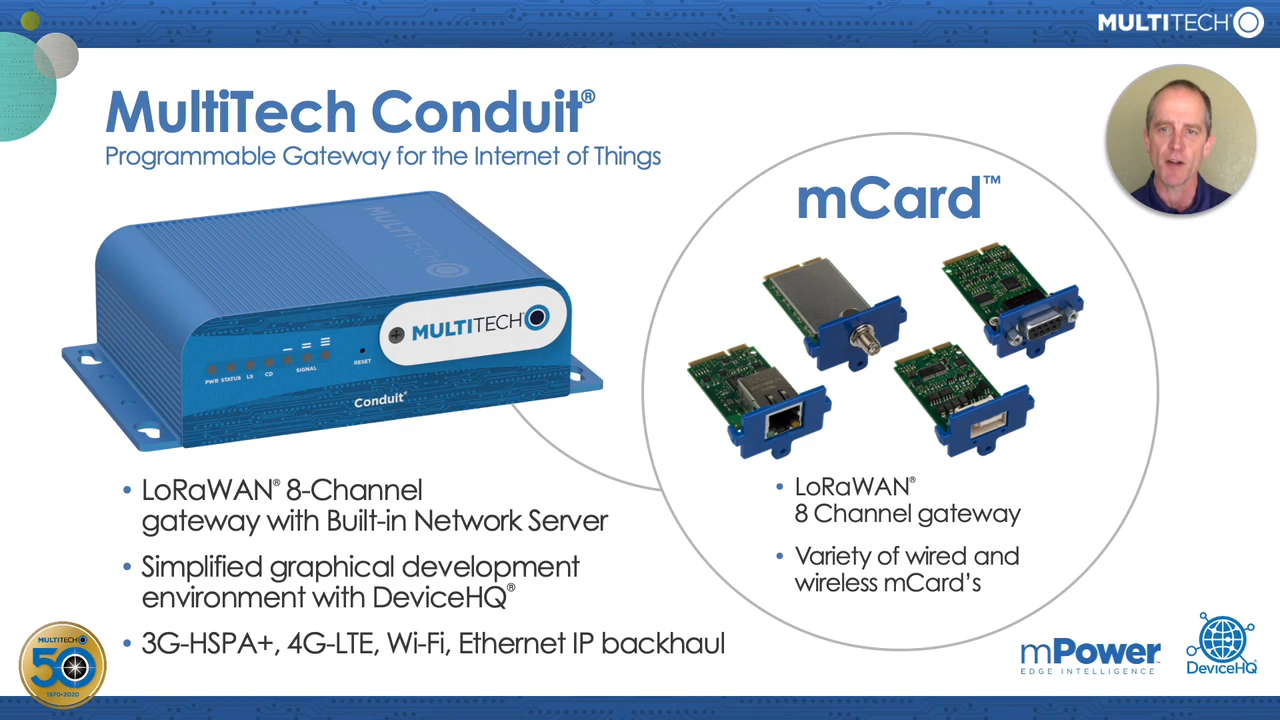 MULTITECH
MultiTech Conduit®
Programmable Gateway for the Internet of Things
mCard™
MULTITECH
MULTITECH
PWR STATUS LS CD SIGNAL RESET
Conduit®
• LoRaWAN® 8-Channel
gateway with Built-in Network Server
• Simplified graphical development
environment with DeviceHQ®
• 3G-HSPA+, 4G-LTE, Wi-Fi, Ethernet IP backhaul
• LoRaWAN®
8 Channel gateway
• Variety of wired and
wireless mCard's
MULTITECH
50
1970•2020
mPower™
EDGE INTELLIGENCE
DeviceHQ®